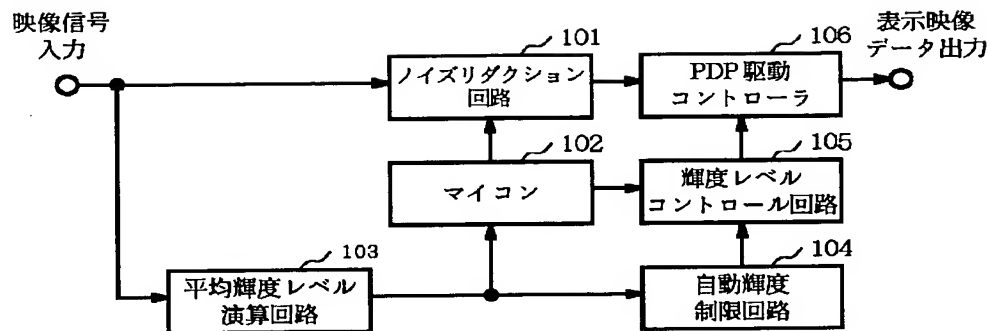 映像信号
入力
101
ノイズリダクション
回路
106
PDP駆動
コントローラ
表示映像
データ出力
102
マイコン
105
輝度レベル
コントロール回路
103
平均輝度レベル
演算回路
104
自動輝度
制限回路